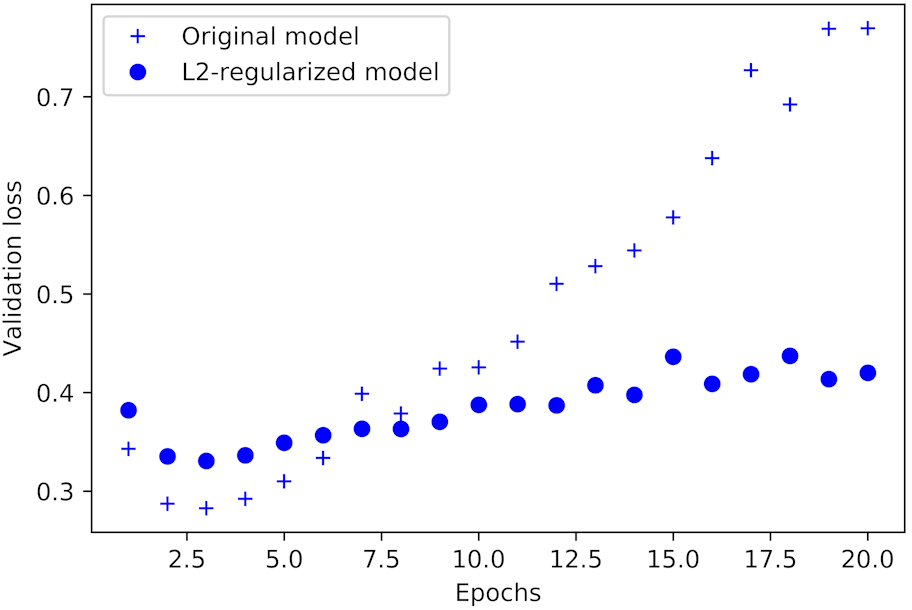 Original model
L2-regularized model
0.7
0.6
0.5
0.4
0.3
Validation loss
2.5 5.0 7.5 10.0 12.5 15.0 17.5 20.0
Epochs